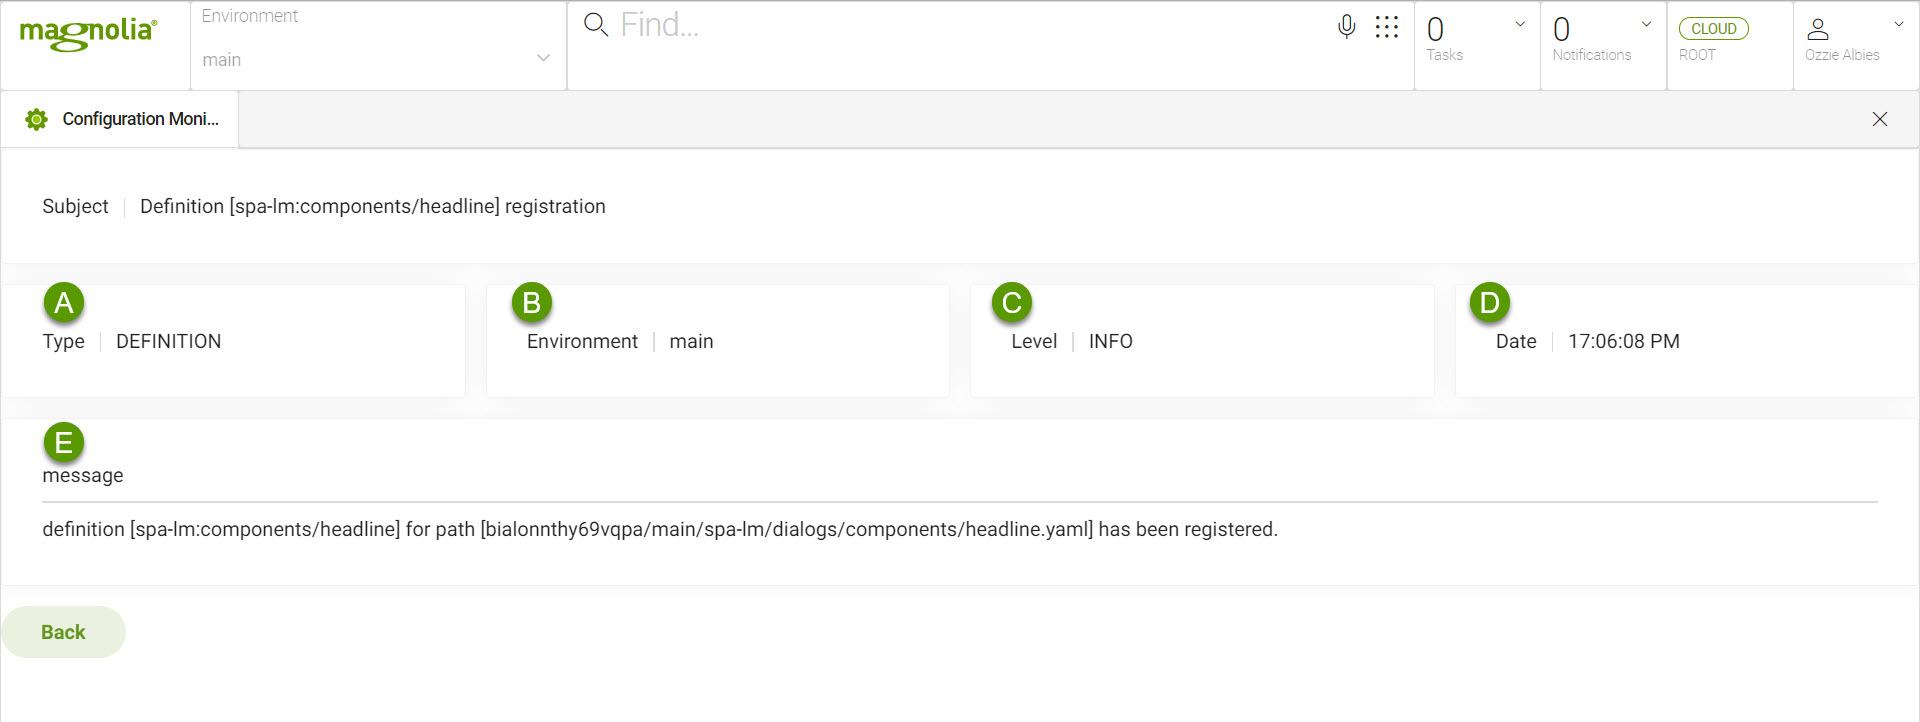 magnolia®
Environment
main
Find...
0
Tasks
0
Notifications
CLOUD
ROOT
Ozzie Albies
Configuration Moni...
Subject Definition [spa-lm:components/headline] registration
A
Type DEFINITION
B
Environment main
C
Level INFO
D
Date 17:06:08 PM
E
message
definition [spa-lm:components/headline] for path [bialonnthy69vqpa/main/spa-lm/dialogs/components/headline.yaml] has been registered.
Back